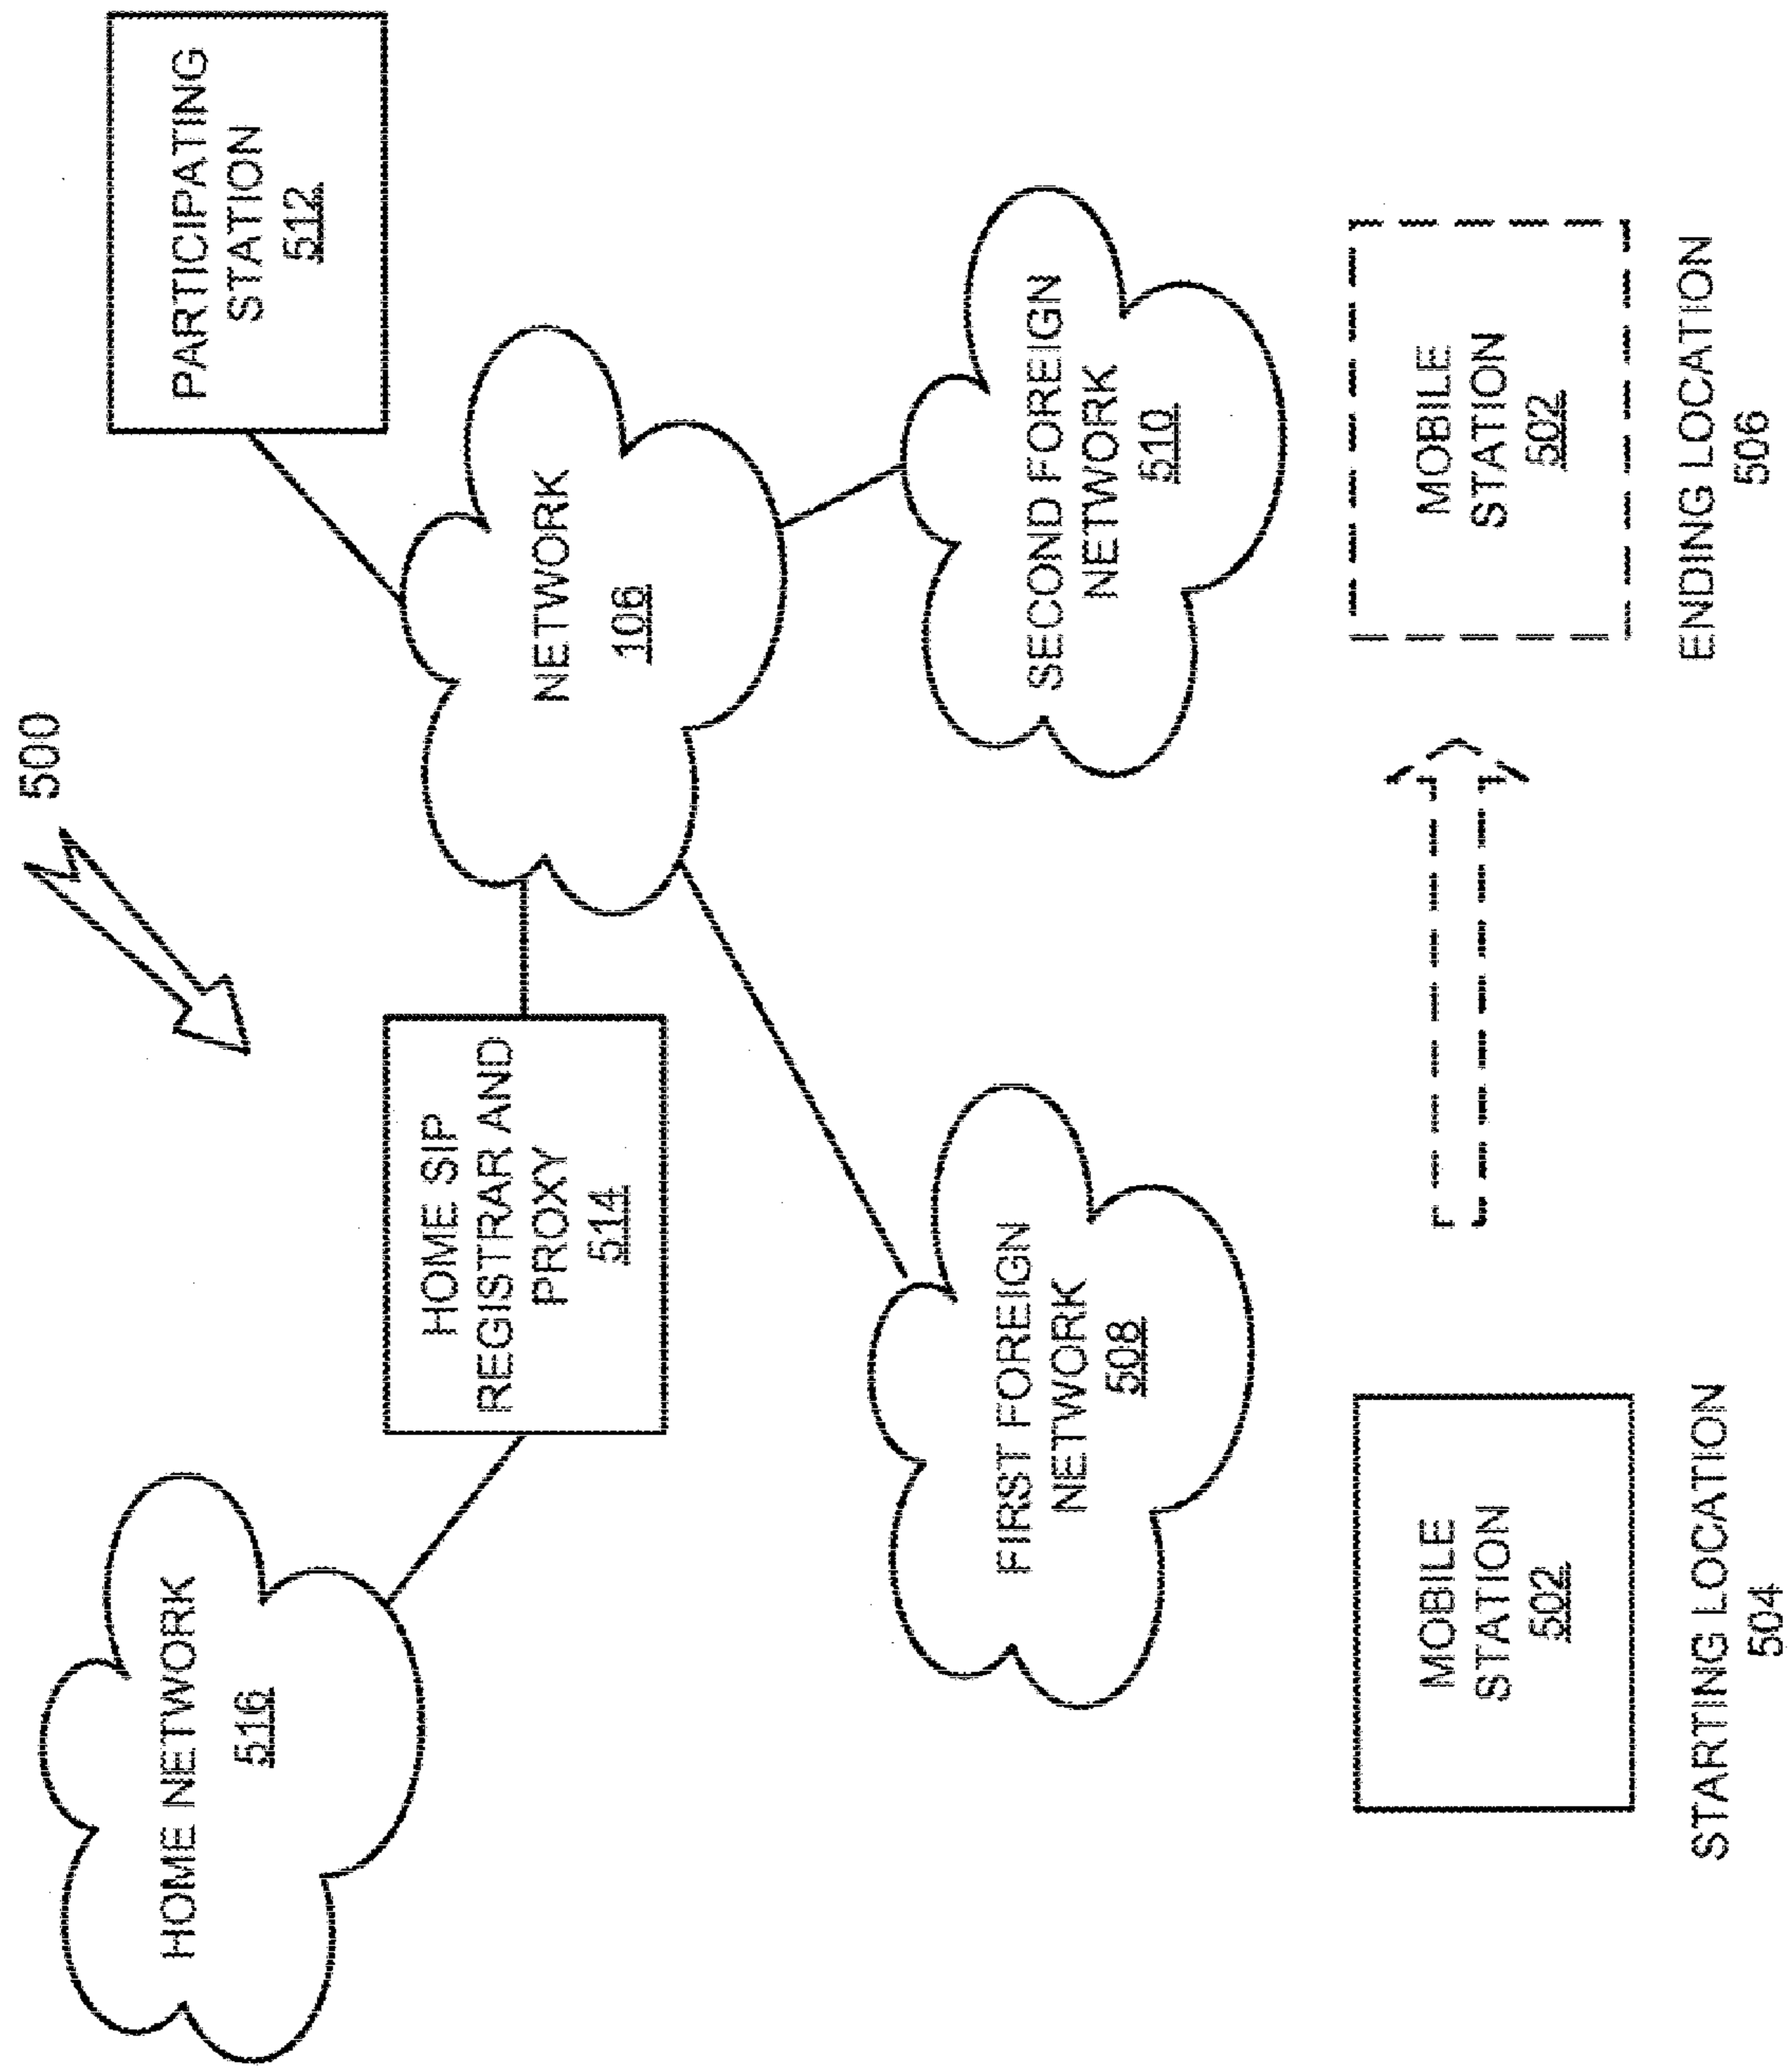 500
HOME NETWORK
516
HOME SIP
REGISTRAR AND
PROXY
514
PARTICIPATING
STATION
512
NETWORK
106
FIRST FOREIGN
NETWORK
508
SECOND FOREIGN
NETWORK
510
MOBILE
STATION
502
MOBILE
STATION
502
STARTING LOCATION
504
ENDING LOCATION
506